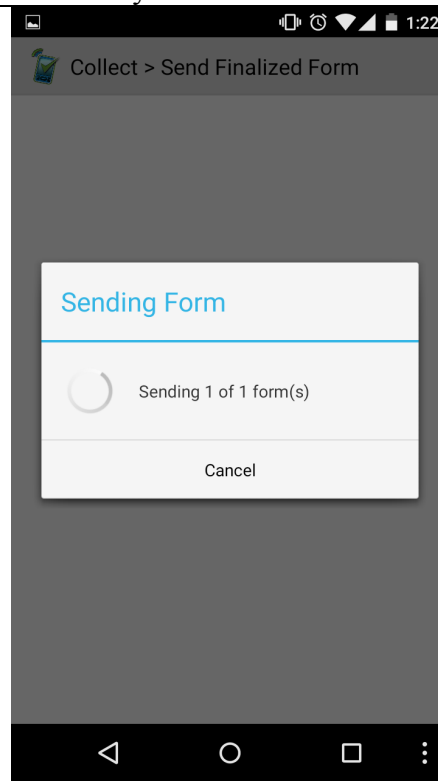 1:22
Collect > Send Finalized Form
Sending Form
Sending 1 of 1 form(s)
Cancel